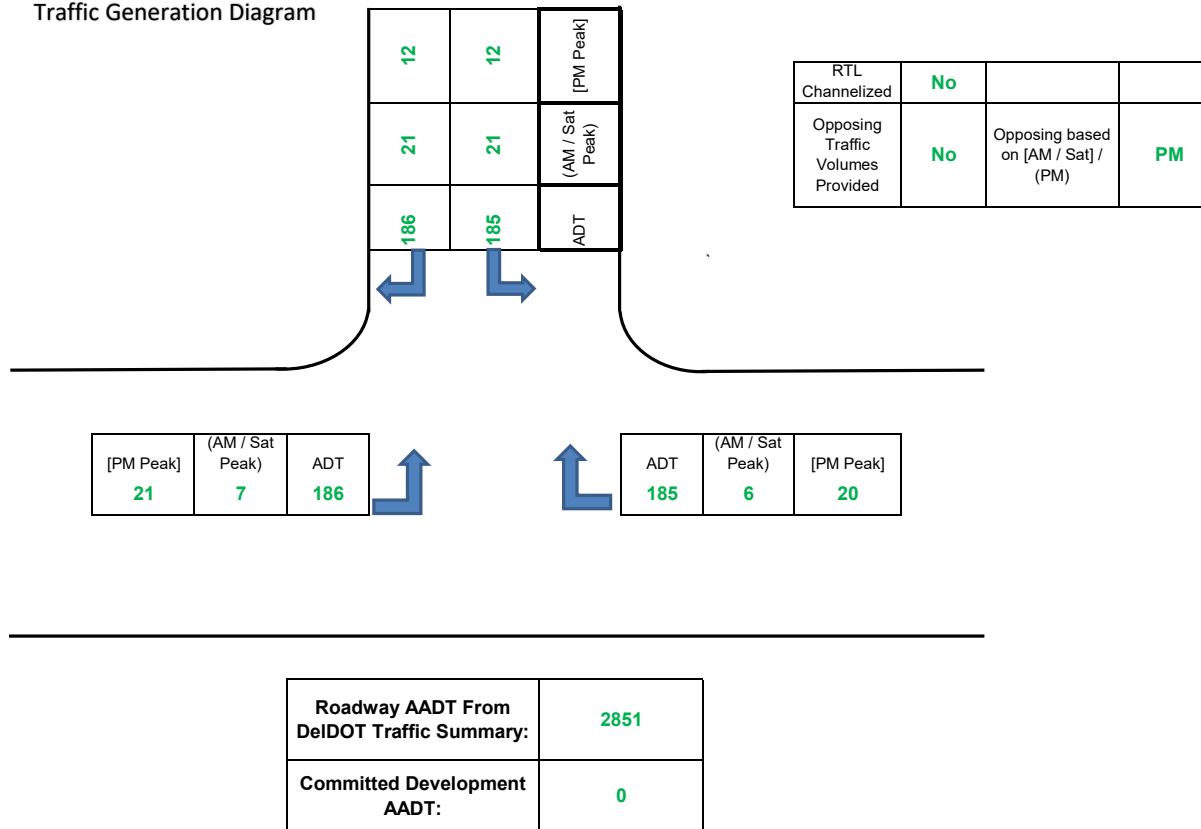 Traffic Generation Diagram
12
12
[PM Peak]
21
21
(AM / Sat
Peak)
186
185
ADT
RTL
Channelized
No
Opposing
Traffic
Volumes
Provided
No
Opposing based
on [AM / Sat] /
(PM)
PM
`
[PM Peak]
21
(AM / Sat
Peak)
7
ADT
186
ADT
185
(AM / Sat
Peak)
6
[PM Peak]
20
Roadway AADT From
DelDOT Traffic Summary:
2851
Committed Development
AADT:
0